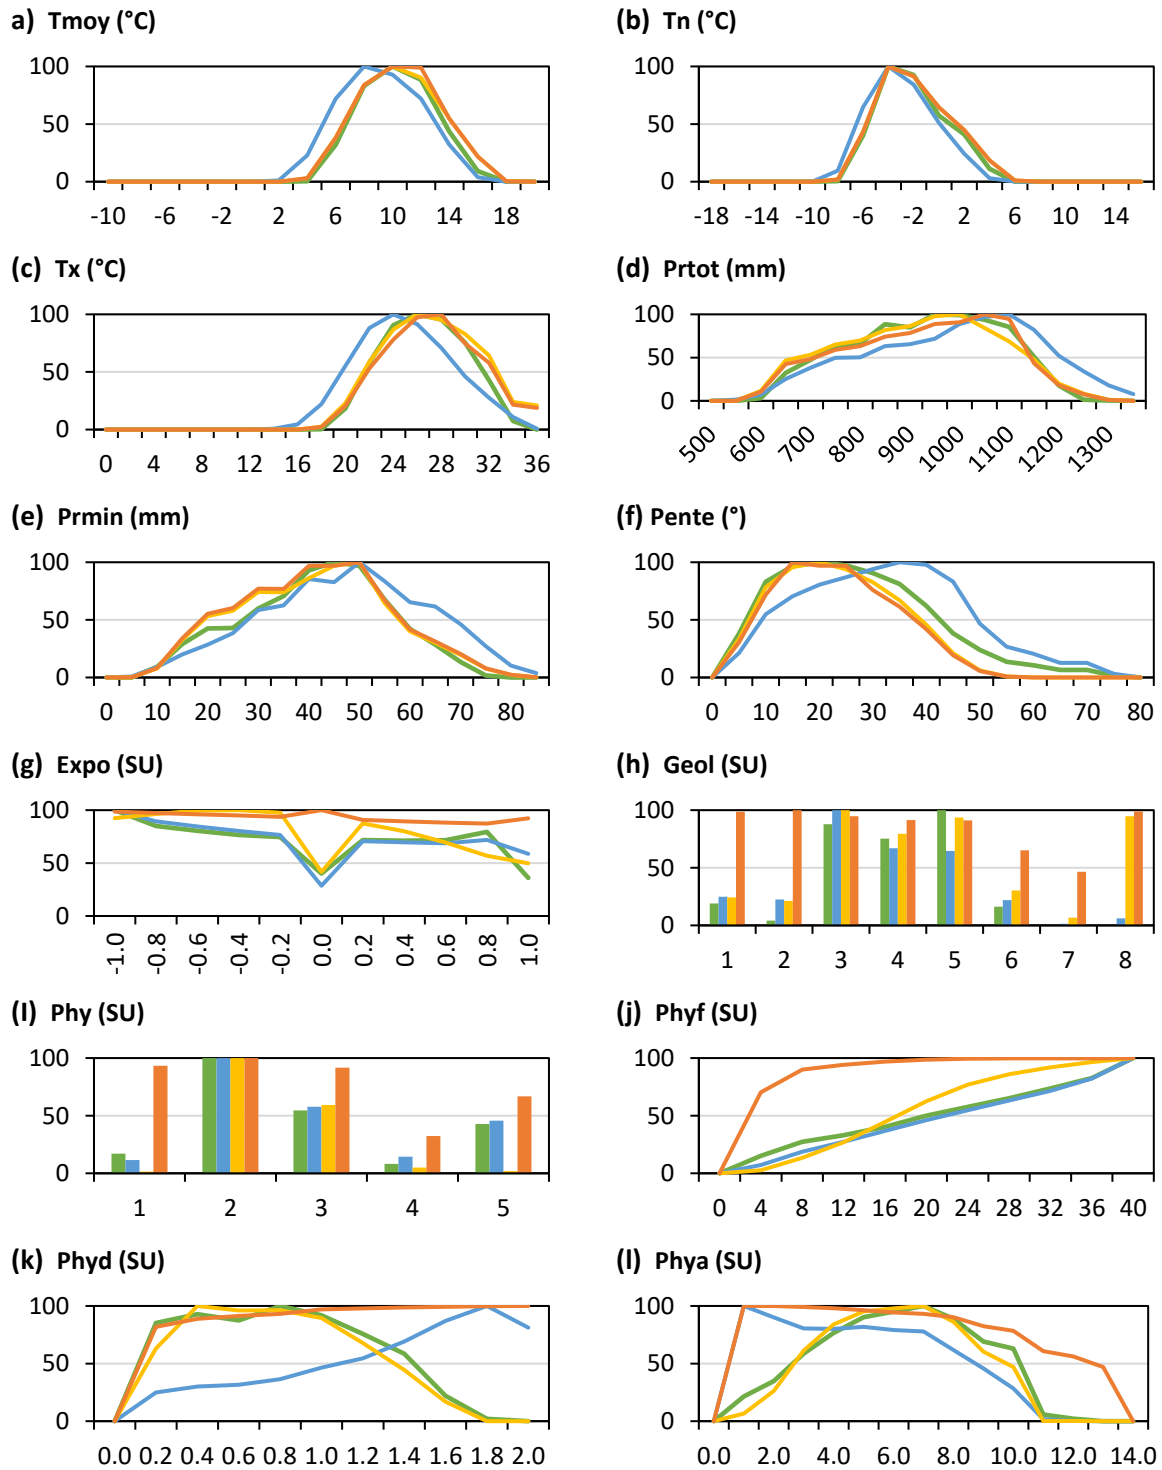 a) Tmoy (°C)
100
50
0
-10 -6 -2 2 6 10 14 18
(b) Tn (°C)
100
50
0
-18 -14 -10 -6 -2 2 6 10 14
(c) Tx (°C)
100
50
0
0 4 8 12 16 20 24 28 32 36
(d) Prtot (mm)
100
50
0
500 600 700 800 900 1000 1100 1200 1300
(e) Prmin (mm)
100
50
0
0 10 20 30 40 50 60 70 80
(f) Pente (°)
100
50
0
0 10 20 30 40 50 60 70 80
(g) Expo (SU)
100
50
0
-1.0 -0.8 -0.6 -0.4 -0.2 0.0 0.2 0.4 0.6 0.8 1.0
(h) Geol (SU)
100
50
0
1 2 3 4 5 6 7 8
(I) Phy (SU)
100
50
0
1 2 3 4 5
(j) Phyf (SU)
100
50
0
0 4 8 12 16 20 24 28 32 36 40
(k) Phyd (SU)
100
50
0
0.0 0.2 0.4 0.6 0.8 1.0 1.2 1.4 1.6 1.8 2.0
(l) Phya (SU)
100
50
0
0.0 2.0 4.0 6.0 8.0 10.0 12.0 14.0